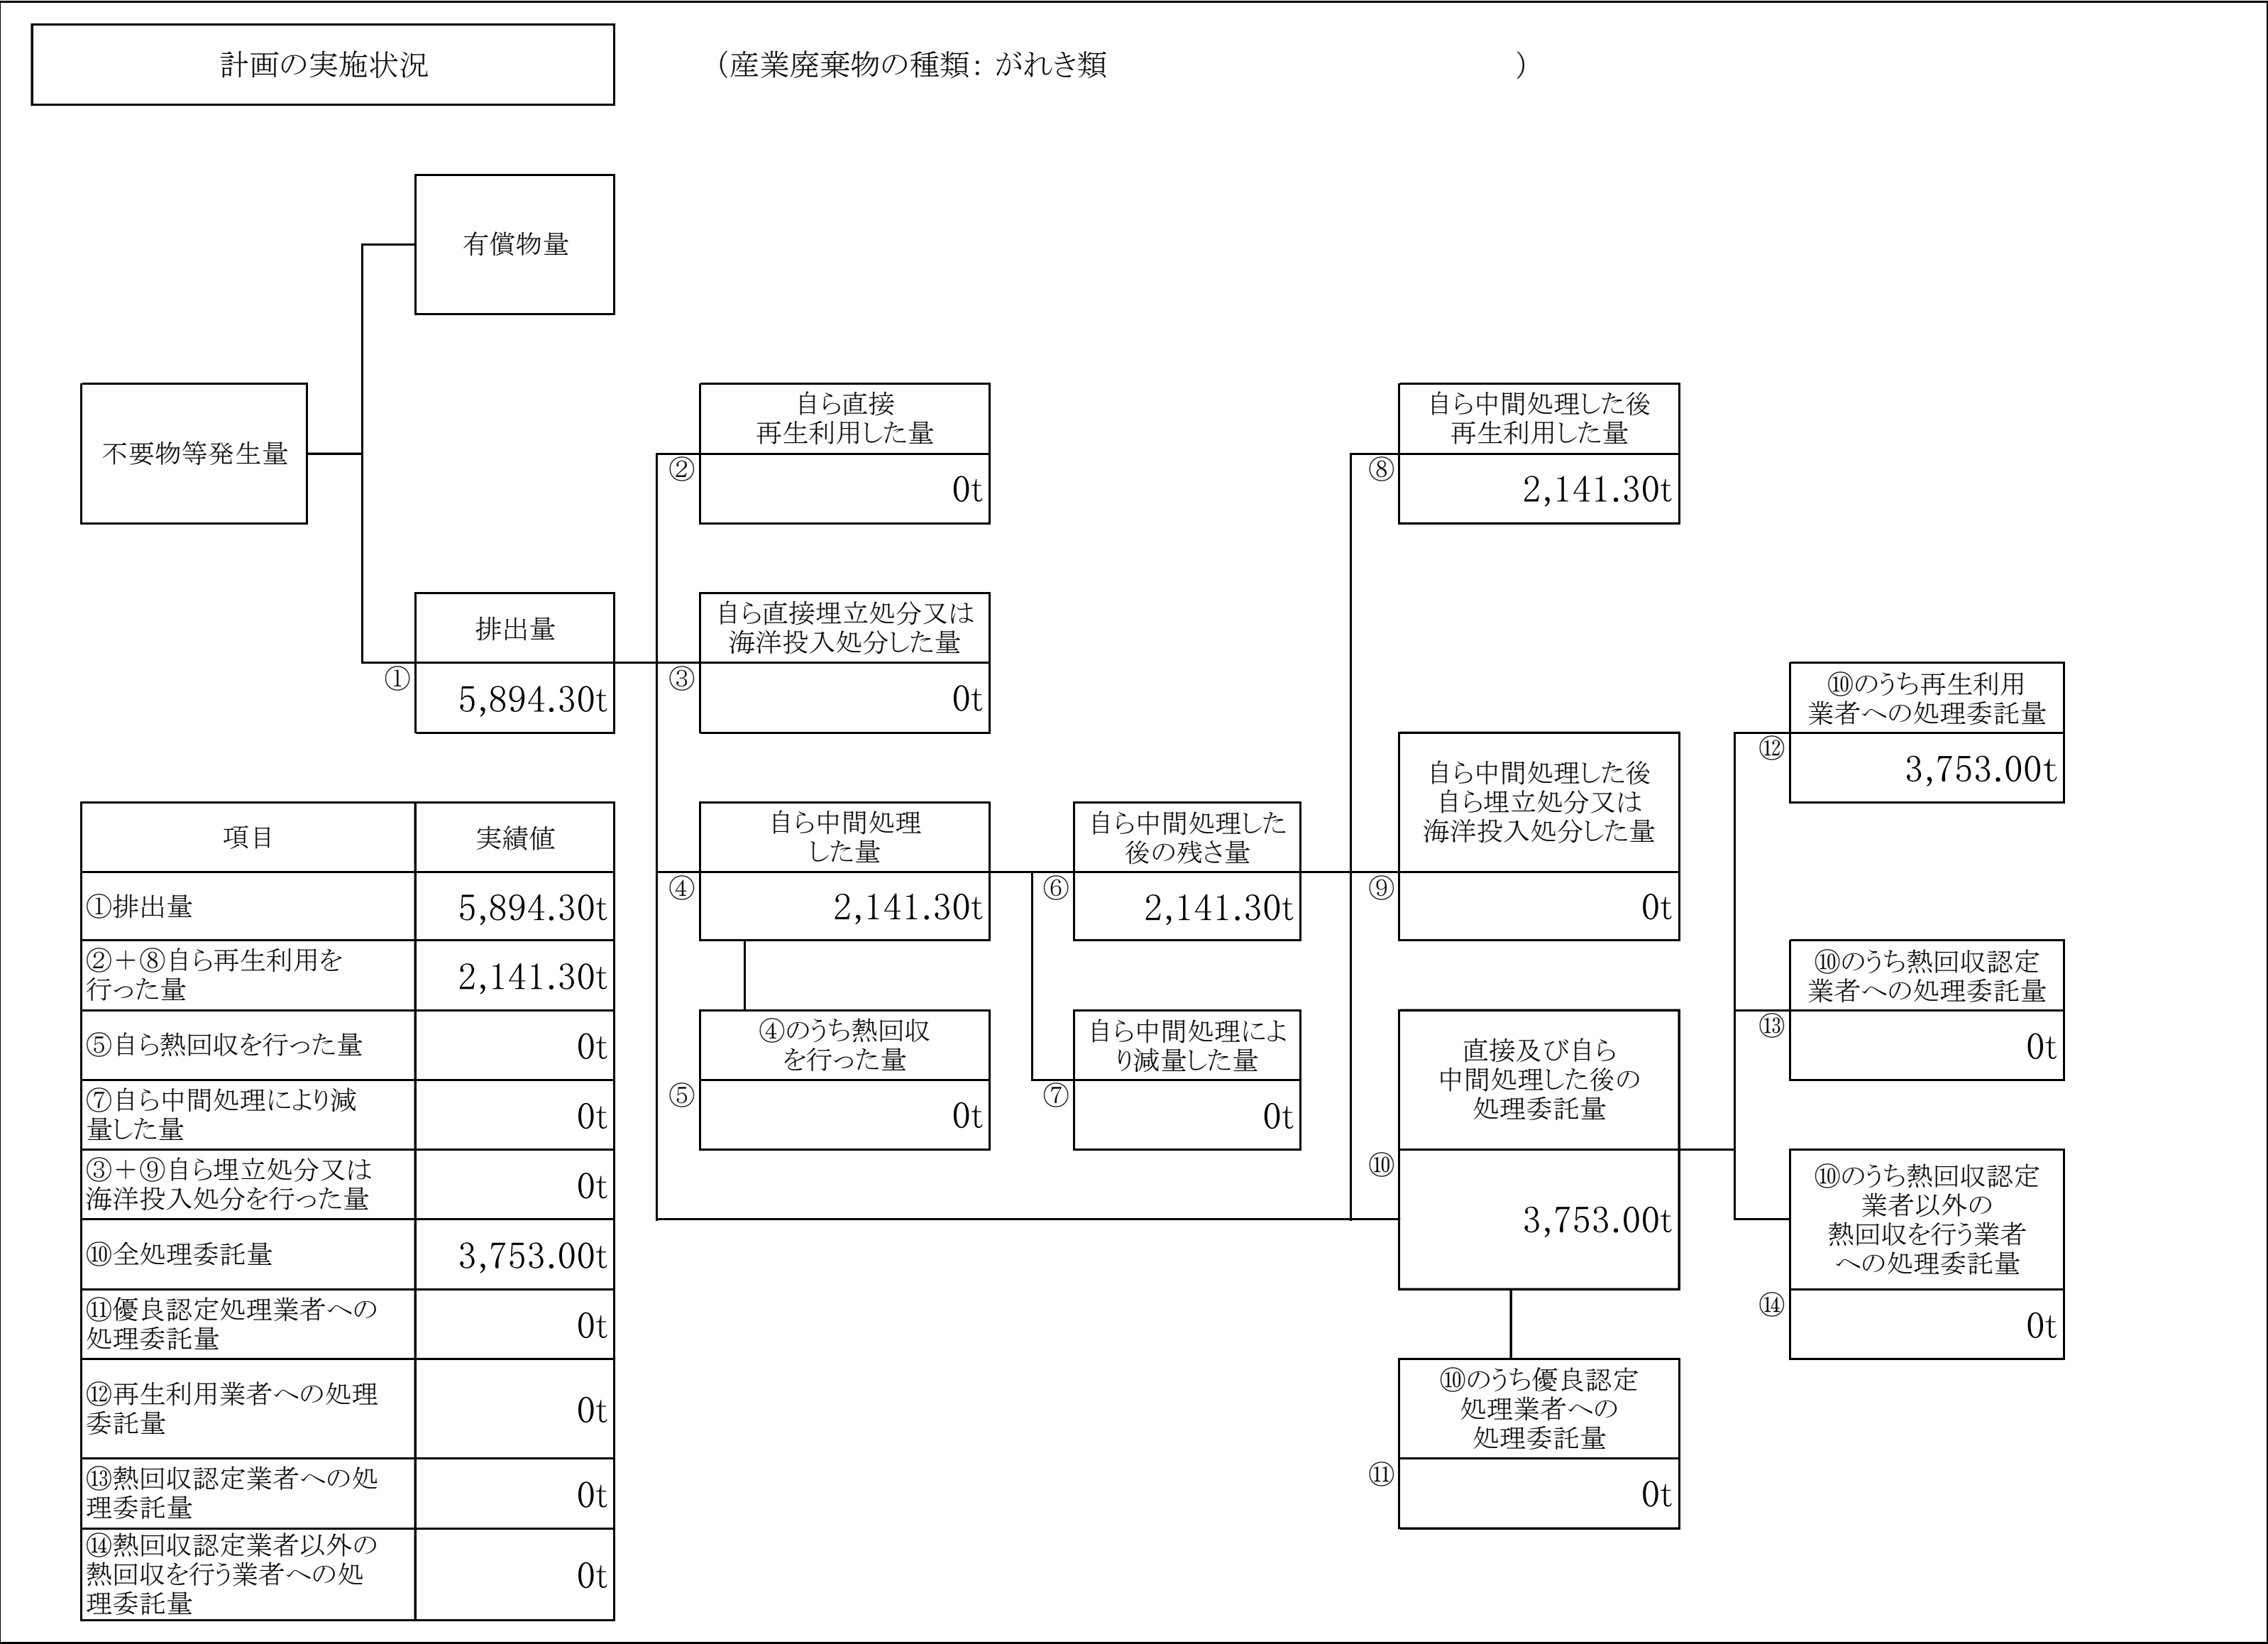 計画の実施状況
（産業廃棄物の種類：がれき類　）
有償物量
不要物等発生量
排出量
①
5,894.30t
自ら直接
再生利用した量
②
0t
自ら直接埋立処分又は
海洋投入処分した量
③
0t
自ら中間処理
した量
④
2,141.30t
④のうち熱回収
を行った量
⑤
0t
自ら中間処理した
後の残さ量
⑥
2,141.30t
自ら中間処理によ
り減量した量
⑦
0t
自ら中間処理した後
再生利用した量
⑧
2,141.30t
自ら中間処理した後
自ら埋立処分又は
海洋投入処分した量
⑨
0t
直接及び自ら
中間処理した後の
処理委託量
⑩
3,753.00t
⑩のうち優良認定
処理業者への
処理委託量
⑪
0t
⑩のうち再生利用
業者への処理委託量
⑫
3,753.00t
⑩のうち熱回収認定
業者への処理委託量
⑬
0t
⑩のうち熱回収認定
業者以外の
熱回収を行う業者
への処理委託量
⑭
0t
項目 実績値
①排出量 5,894.30t
②＋⑧自ら再生利用を
行った量
2,141.30t
⑤自ら熱回収を行った量 0t
⑦自ら中間処理により減
量した量
0t
③＋⑨自ら埋立処分又は
海洋投入処分を行った量
0t
⑩全処理委託量 3,753.00t
⑪優良認定処理業者への
処理委託量
0t
⑫再生利用業者への処理
委託量
0t
⑬熱回収認定業者への処
理委託量
0t
⑭熱回収認定業者以外の
熱回収を行う業者への処
理委託量
0t